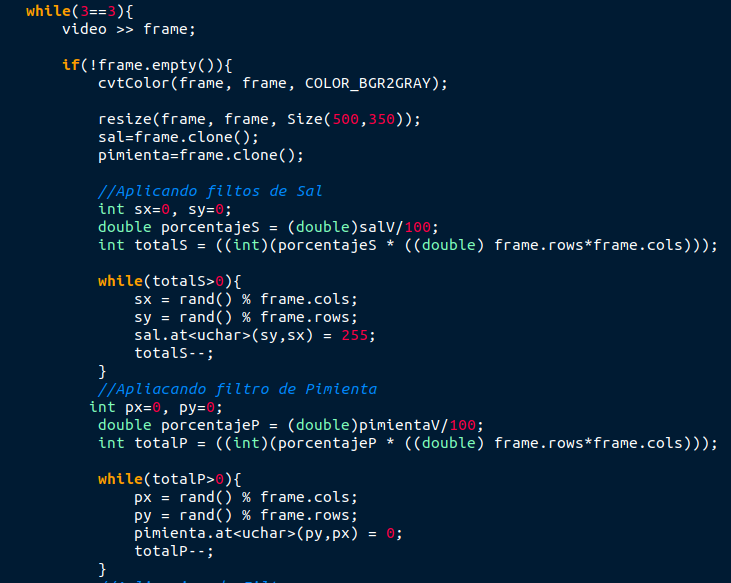 while(3==3){
video >> frame;
if(!frame.empty()){
cvtColor(frame, frame, COLOR_BGR2GRAY);
resize(frame, frame, Size(500,350));
sal=frame.clone();
pimienta=frame.clone();
//Aplicando filtos de Sal
int sx=0, sy=0;
double porcentajeS = (double)salV/100;
int totalS = ((int)(porcentajeS * ((double) frame.rows*frame.cols)));
while(totalS>0){
sx = rand() % frame.cols;
sy = rand() % frame.rows;
sal.at<uchar>(sy,sx) = 255;
totalS--;
}
//Apliacando filtro de Pimienta
int px=0, py=0;
double porcentajeP = (double)pimientaV/100;
int totalP = ((int)(porcentajeP * ((double) frame.rows*frame.cols)));
while(totalP>0){
px = rand() % frame.cols;
py = rand() % frame.rows;
pimienta.at<uchar>(py,px) = 0;
totalP--;
}